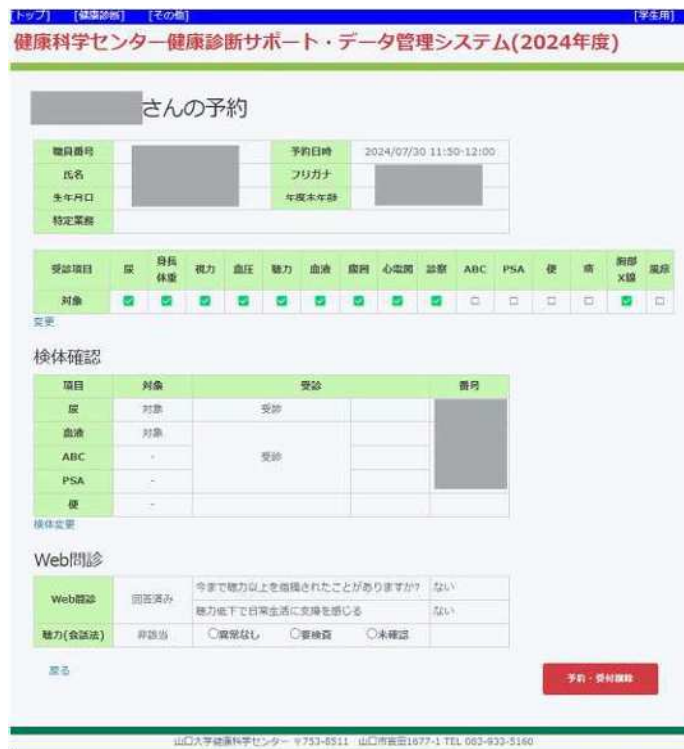 [トップ] [健康診断] [その他] [学生用]
健康科学センター健康診断サポート・データ管理システム(2024年度)
さんの予約
職員番号 予約日時 2024/07/30 11:50-12:00
氏名 フリガナ
生年月日 年度末年齢
特定業務
受診項目 尿 身長体重 視力 血圧 聴力 血液 腹囲 心電図 診察 ABC PSA 便 胸部X線 風疹
対象
変更
検体確認
項目 対象 受診 番号
尿 対象 受診
血液 対象
ABC - 受診
PSA -
便 -
検体変更
Web問診
Web問診 回答済み 今まで聴力以上を指摘されたことがありますか? ない
聴力低下で日常生活に支障を感じる ない
聴力(会話法) 非該当 異常なし 要検査 未確認
戻る 予約・受付削除
山口大学健康科学センター 〒753-8511 山口市吉田1677-1 TEL 083-933-5160